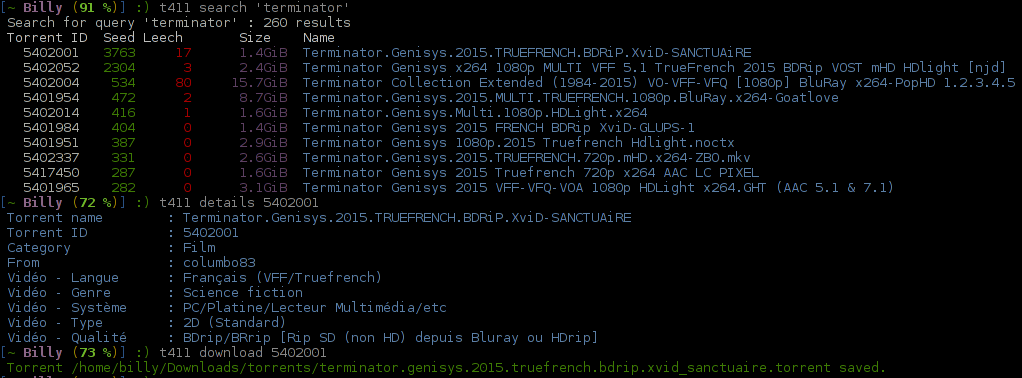 [~ Billy (91 %)] :) t411 search 'terminator'
Search for query 'terminator' : 260 results
Torrent ID  Seed Leech        Size     Name
5402001   3763     17       1.4GiB  Terminator.Genisys.2015.TRUEFRENCH.BDRiP.XviD-SANCTUAiRE
5402052   2304      3       2.4GiB  Terminator Genisys x264 1080p MULTI VFF 5.1 TrueFrench 2015 BDRip VOST mHD HDlight [njd]
5402004    534     80      15.7GiB  Terminator Collection Extended (1984-2015) VO-VFF-VFQ [1080p] BluRay x264-PopHD 1.2.3.4.5
5401954    472      2       8.7GiB  Terminator.Genisys.2015.MULTI.TRUEFRENCH.1080p.BluRay.x264-Goatlove
5402014    416      1       1.6GiB  Terminator.Genisys.Multi.1080p.HDLight.x264
5401984    404      0       1.4GiB  Terminator Genisys 2015 FRENCH BDRip XviD-GLUPS-1
5401951    387      0       2.9GiB  Terminator Genisys 1080p.2015 Truefrench Hdlight.noctx
5402337    331      0       2.6GiB  Terminator.Genisys.2015.TRUEFRENCH.720p.mHD.x264-ZBO.mkv
5417450    287      0       1.6GiB  Terminator Genisys 2015 Truefrench 720p x264 AAC LC PIXEL
5401965    282      0       3.1GiB  Terminator Genisys 2015 VFF-VFQ-VOA 1080p HDLight x264.GHT (AAC 5.1 & 7.1)
[~ Billy (72 %)] :) t411 details 5402001
Torrent name        : Terminator.Genisys.2015.TRUEFRENCH.BDRiP.XviD-SANCTUAiRE
Torrent ID          : 5402001
Category            : Film
From                : columbo83
Vidéo - Langue      : Français (VFF/Truefrench)
Vidéo - Genre       : Science fiction
Vidéo - Système     : PC/Platine/Lecteur Multimédia/etc
Vidéo - Type        : 2D (Standard)
Vidéo - Qualité     : BDrip/BRrip [Rip SD (non HD) depuis Bluray ou HDrip]
[~ Billy (73 %)] :) t411 download 5402001
Torrent /home/billy/Downloads/torrents/terminator.genisys.2015.truefrench.bdrip.xvid_sanctuaire.torrent saved.